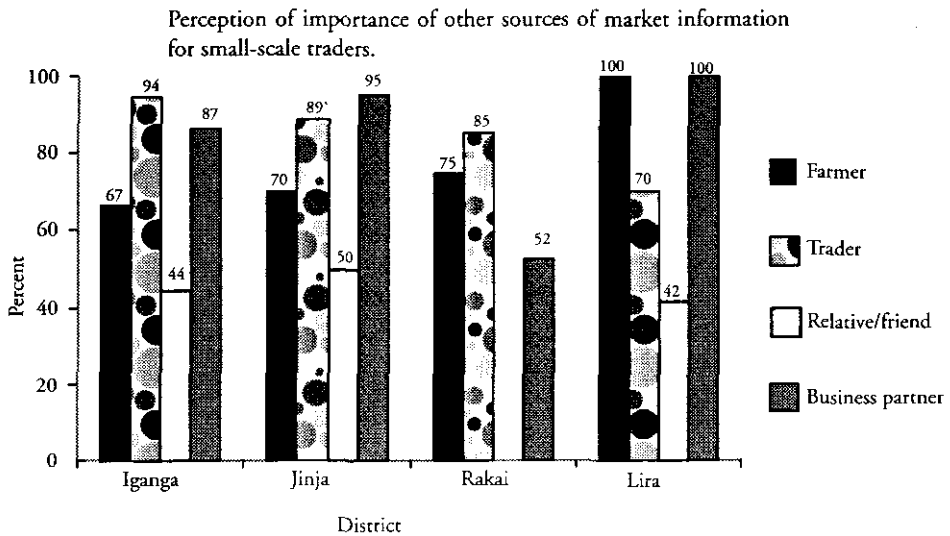 Perception of importance of other sources of market information
for small-scale traders.
100
80
60
40
20
0
Percent
67
94
44
87
70
89
50
95
75
85
52
100
70
42
100
Iganga
Jinja
Rakai
Lira
District
Farmer
Trader
Relative/friend
Business partner